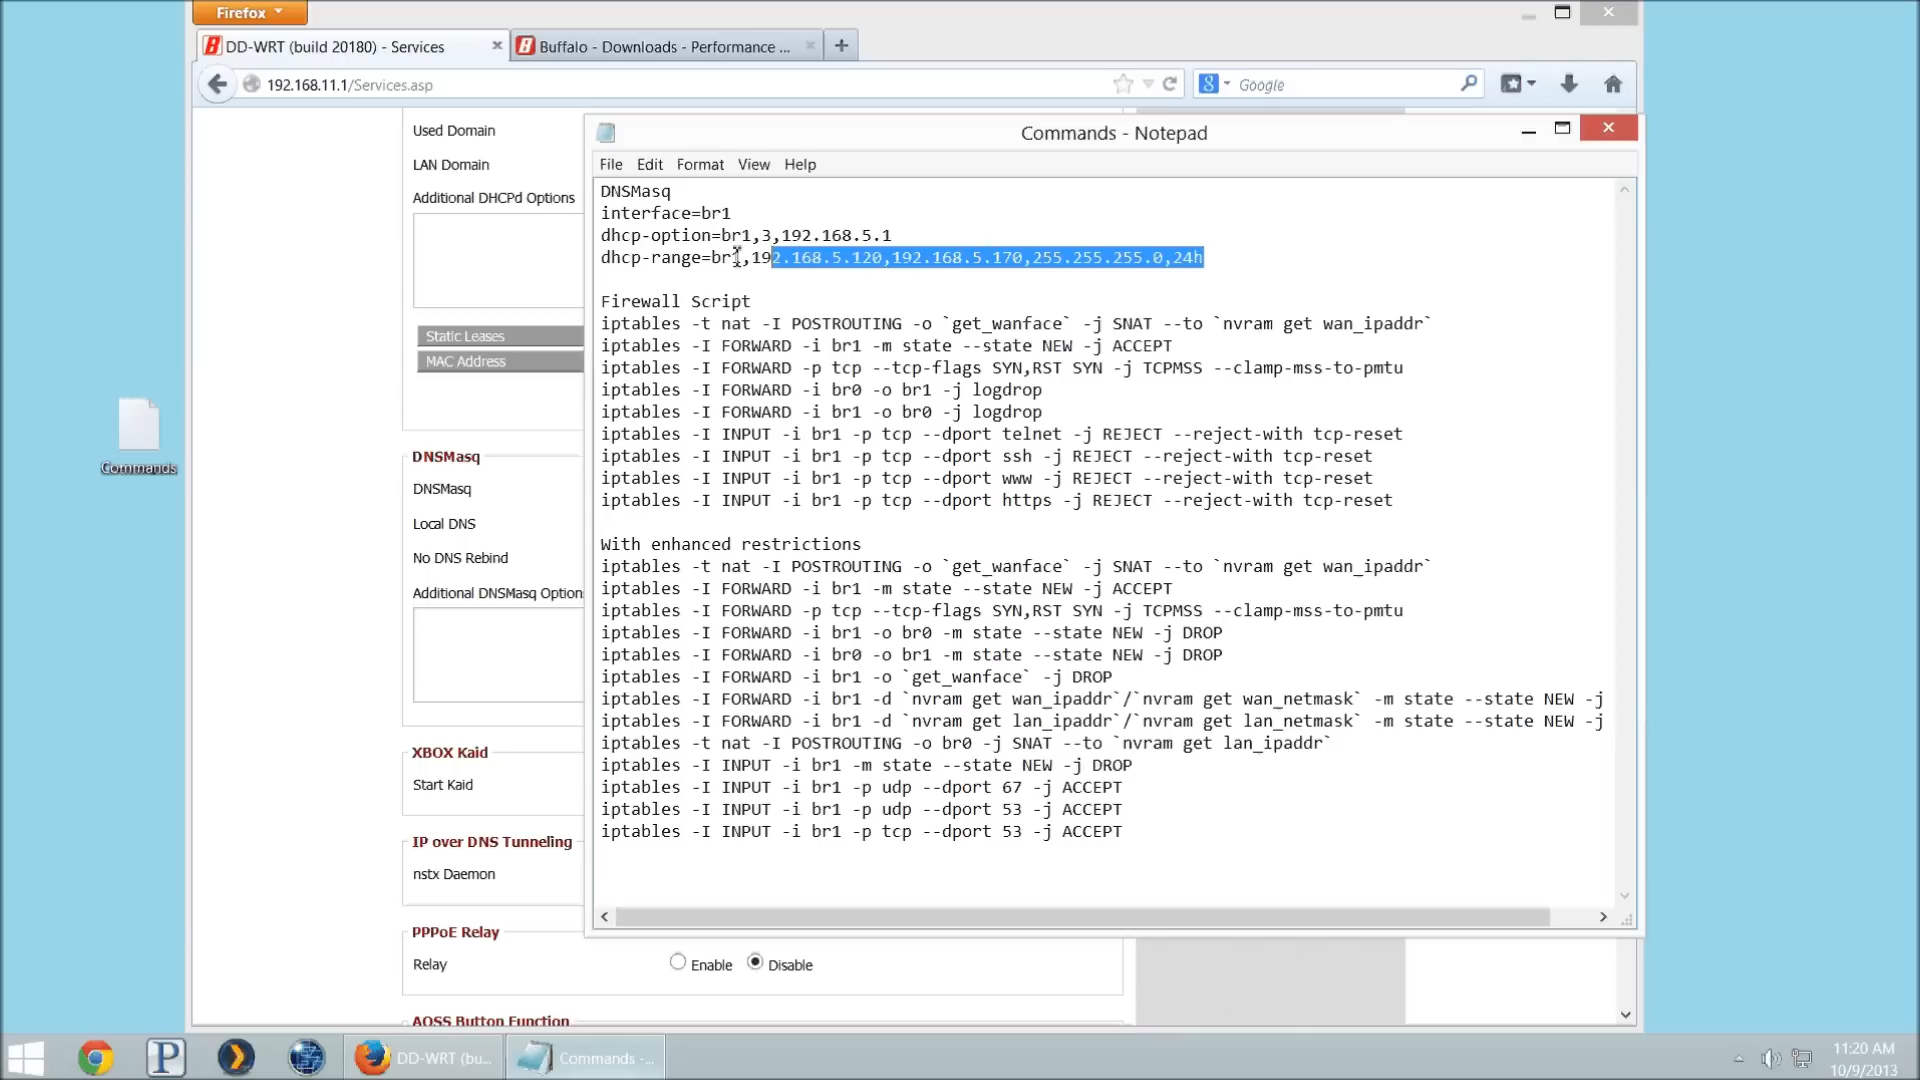 Firefox
DD-WRT (build 20180) - Services
Buffalo - Downloads - Performance ...
192.168.11.1/Services.asp
Google
Used Domain
LAN Domain
Additional DHCPd Options
Static Leases
MAC Address
DNSMasq
DNSMasq
Local DNS
No DNS Rebind
Additional DNSMasq Option
XBOX Kaid
Start Kaid
IP over DNS Tunneling
nstx Daemon
PPPoE Relay
Relay
Enable
Disable
AOSS Button Function
Commands - Notepad
File Edit Format View Help
DNSMasq
interface=br1
dhcp-option=br1,3,192.168.5.1
dhcp-range=br1,192.168.5.120,192.168.5.170,255.255.255.0,24h
Firewall Script
iptables -t nat -I POSTROUTING -o `get_wanface` -j SNAT --to `nvram get wan_ipaddr`
iptables -I FORWARD -i br1 -m state --state NEW -j ACCEPT
iptables -I FORWARD -p tcp --tcp-flags SYN,RST SYN -j TCPMSS --clamp-mss-to-pmtu
iptables -I FORWARD -i br0 -o br1 -j logdrop
iptables -I FORWARD -i br1 -o br0 -j logdrop
iptables -I INPUT -i br1 -p tcp --dport telnet -j REJECT --reject-with tcp-reset
iptables -I INPUT -i br1 -p tcp --dport ssh -j REJECT --reject-with tcp-reset
iptables -I INPUT -i br1 -p tcp --dport www -j REJECT --reject-with tcp-reset
iptables -I INPUT -i br1 -p tcp --dport https -j REJECT --reject-with tcp-reset
With enhanced restrictions
iptables -t nat -I POSTROUTING -o `get_wanface` -j SNAT --to `nvram get wan_ipaddr`
iptables -I FORWARD -i br1 -m state --state NEW -j ACCEPT
iptables -I FORWARD -p tcp --tcp-flags SYN,RST SYN -j TCPMSS --clamp-mss-to-pmtu
iptables -I FORWARD -i br1 -o br0 -m state --state NEW -j DROP
iptables -I FORWARD -i br0 -o br1 -m state --state NEW -j DROP
iptables -I FORWARD -i br1 -o `get_wanface` -j DROP
iptables -I FORWARD -i br1 -d `nvram get wan_ipaddr`/`nvram get wan_netmask` -m state --state NEW -j
iptables -I FORWARD -i br1 -d `nvram get lan_ipaddr`/`nvram get lan_netmask` -m state --state NEW -j
iptables -t nat -I POSTROUTING -o br0 -j SNAT --to `nvram get lan_ipaddr`
iptables -I INPUT -i br1 -m state --state NEW -j DROP
iptables -I INPUT -i br1 -p udp --dport 67 -j ACCEPT
iptables -I INPUT -i br1 -p udp --dport 53 -j ACCEPT
iptables -I INPUT -i br1 -p tcp --dport 53 -j ACCEPT
Commands
DD-WRT (bu...
Commands -...
11:20 AM
10/9/2013